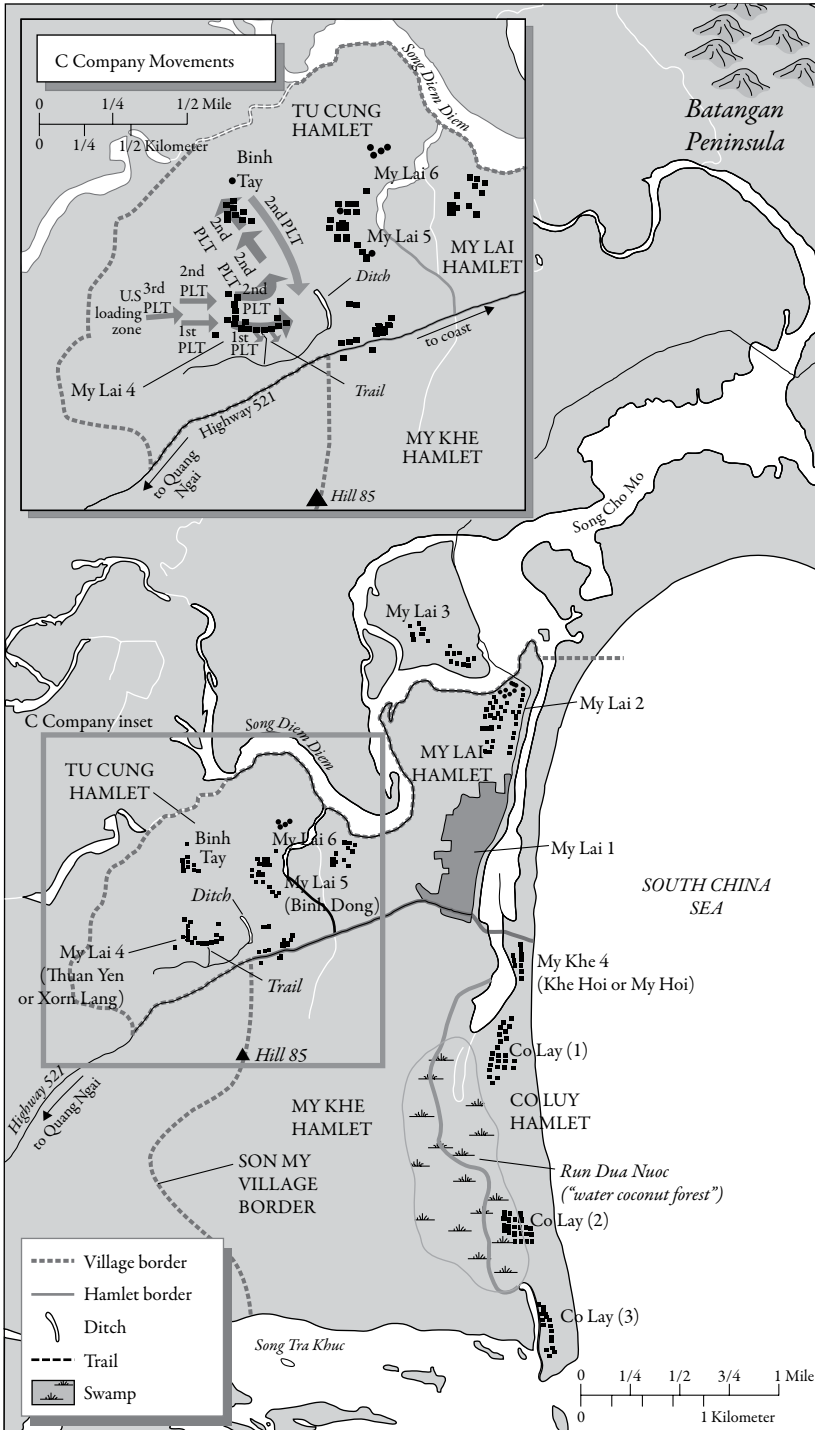 C Company Movements
0 1/4 1/2 Mile
0 1/4 1/2 Kilometer
Song Diem Diem
TU CUNG
HAMLET
Binh
Tay
My Lai 6
My Lai 5
MY LAI
HAMLET
2nd PLT
2nd
PLT
2nd
PLT
Ditch
U.S
loading
zone
3rd
PLT
2nd
PLT
1st
PLT
2nd
PLT
1st
PLT
My Lai 4
to coast
Trail
Highway 521
MY KHE
HAMLET
to Quang
Ngai
Hill 85
Batangan
Peninsula
Song Cho Mo
My Lai 3
My Lai 2
C Company inset
Song Diem Diem
MY LAI
HAMLET
TU CUNG
HAMLET
Binh
Tay
My Lai 6
My Lai 5
(Binh Dong)
My Lai 1
SOUTH CHINA
SEA
Ditch
My Lai 4
(Thuan Yen
or Xorn Lang)
Trail
My Khe 4
(Khe Hoi or My Hoi)
Hill 85
Co Lay (1)
Highway 521
to Quang Ngai
MY KHE
HAMLET
CO LUY
HAMLET
SON MY
VILLAGE
BORDER
Run Dua Nuoc
(“water coconut forest”)
Co Lay (2)
Village border
Hamlet border
Ditch
Trail
Swamp
Song Tra Khuc
Co Lay (3)
0 1/4 1/2 3/4 1 Mile
0 1 Kilometer